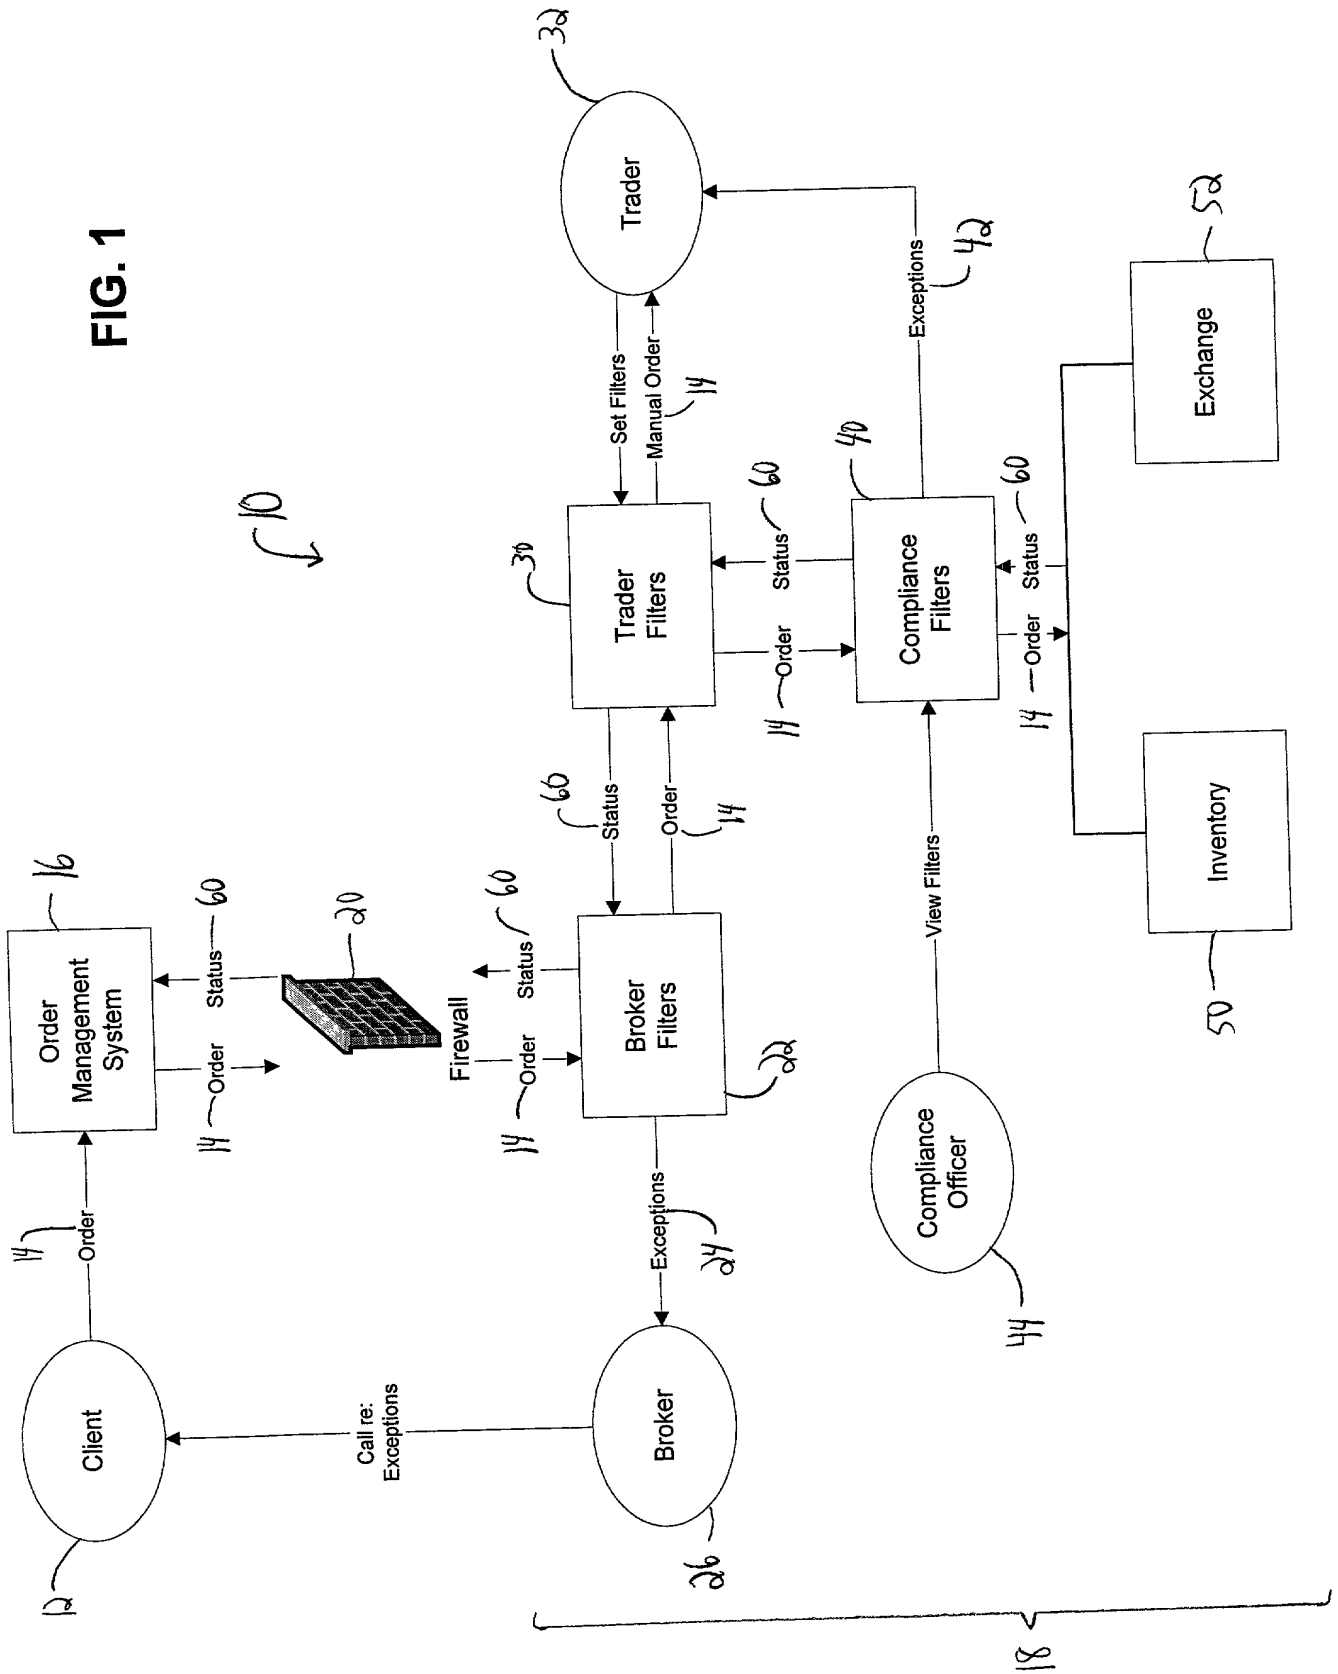 FIG. 1
10
12
Client
14
Order
16
Order
Management
System
14
Order
Status
60
20
Firewall
14
Order
Status
60
Call re:
Exceptions
26
Broker
Exceptions
24
Broker
Filters
22
Status
60
Order
14
30
Trader
Filters
Set Filters
Manual Order
14
Trader
32
14
Order
Status
60
40
Compliance
Filters
Exceptions
42
View Filters
Compliance
Officer
44
14
Order
Status
60
Inventory
50
Exchange
52
18